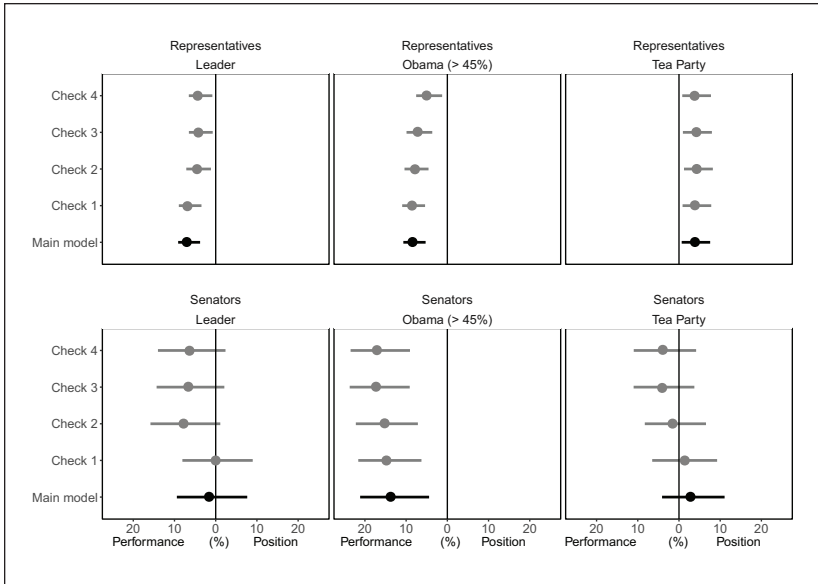 Representatives
Leader
Representatives
Obama (> 45%)
Representatives
Tea Party
Check 4
Check 3
Check 2
Check 1
Main model
Senators
Leader
Senators
Obama (> 45%)
Senators
Tea Party
Check 4
Check 3
Check 2
Check 1
Main model
20 10 0 10 20 20 10 0 10 20 20 10 0 10 20
Performance (%) Position Performance (%) Position Performance (%) Position